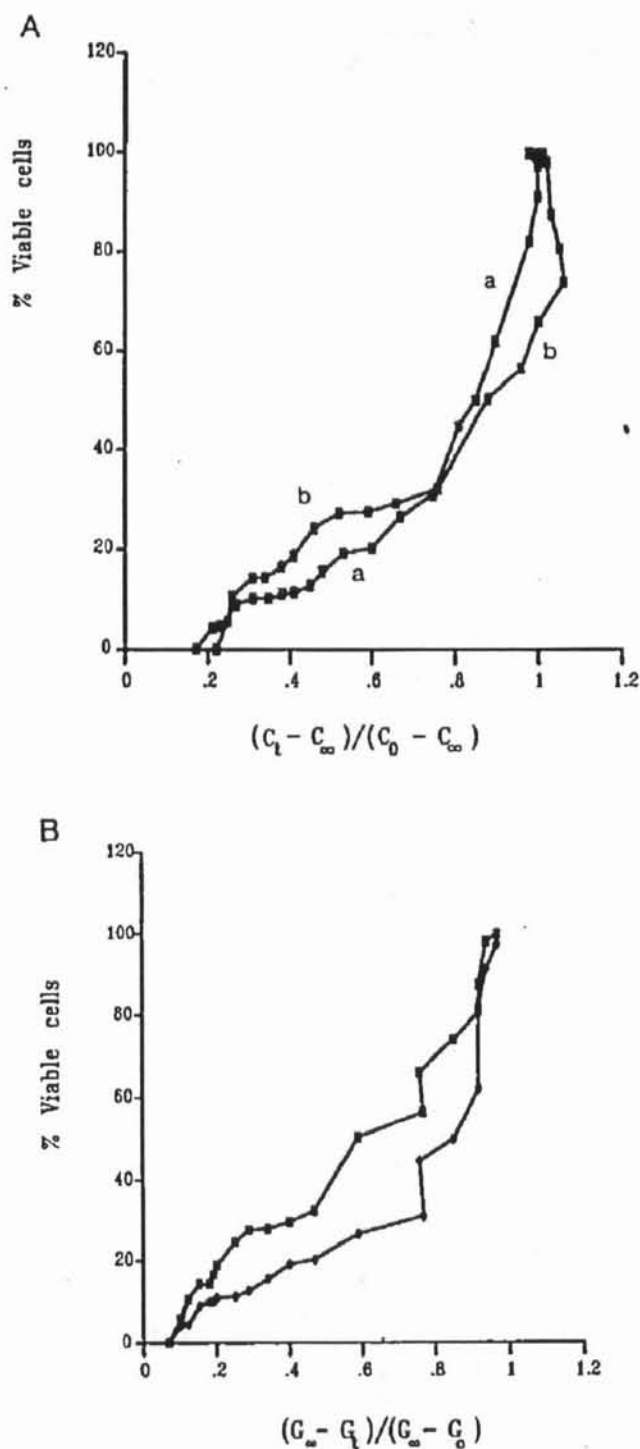 A
120
100
80
60
40
20
0
% Viable cells
a
b
b
a
0 .2 .4 .6 .8 1 1.2
(C_t - C_∞)/(C_0 - C_∞)
B
120
100
80
60
40
20
0
% Viable cells
0 .2 .4 .6 .8 1 1.2
(G_∞ - G_t)/(G_∞ - G_0)